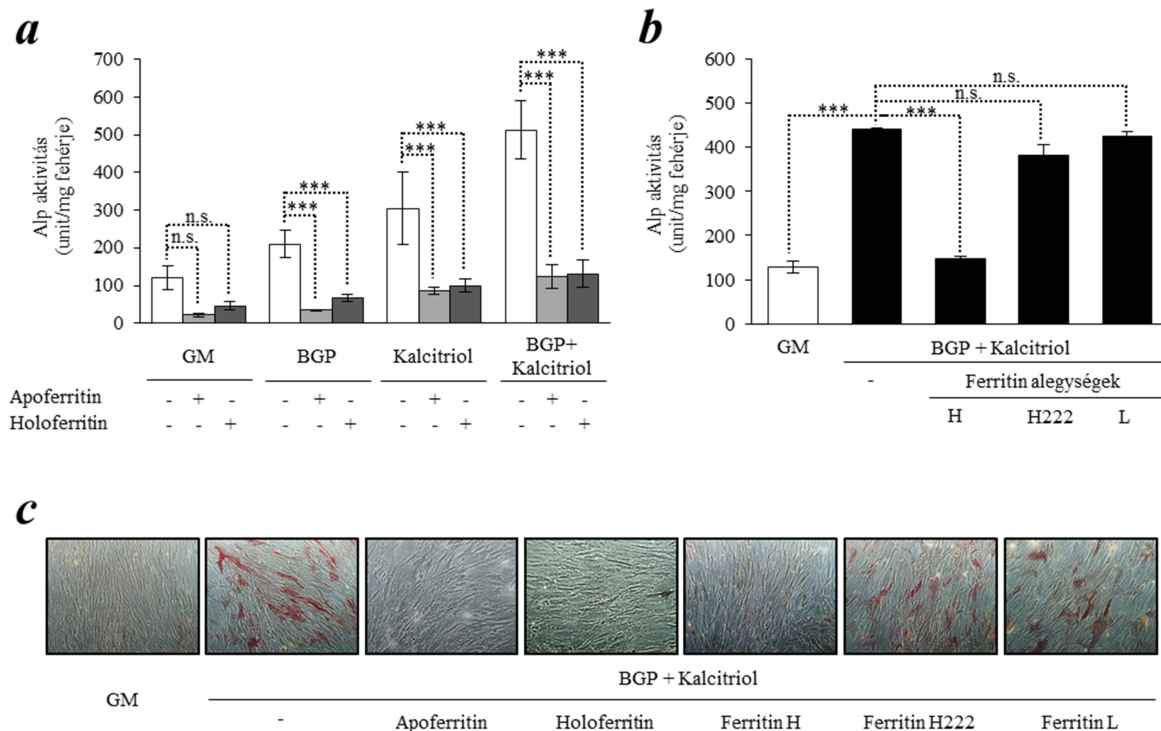 a
700
600
500
400
300
200
100
0
Alp aktivitás
(unit/mg fehérje)
n.s.
n.s.
***
***
***
***
***
***
GM
BGP
Kalcitriol
BGP+
Kalcitriol
Apoferritin - + - - + - - + - - + -
Holoferritin - - + - - + - - + - - +
b
600
500
400
300
200
100
0
Alp aktivitás
(unit/mg fehérje)
n.s.
n.s.
***
***
GM
BGP + Kalcitriol
-
Ferritin alegységek
H H222 L
c
BGP + Kalcitriol
GM
- Apoferritin Holoferritin Ferritin H Ferritin H222 Ferritin L